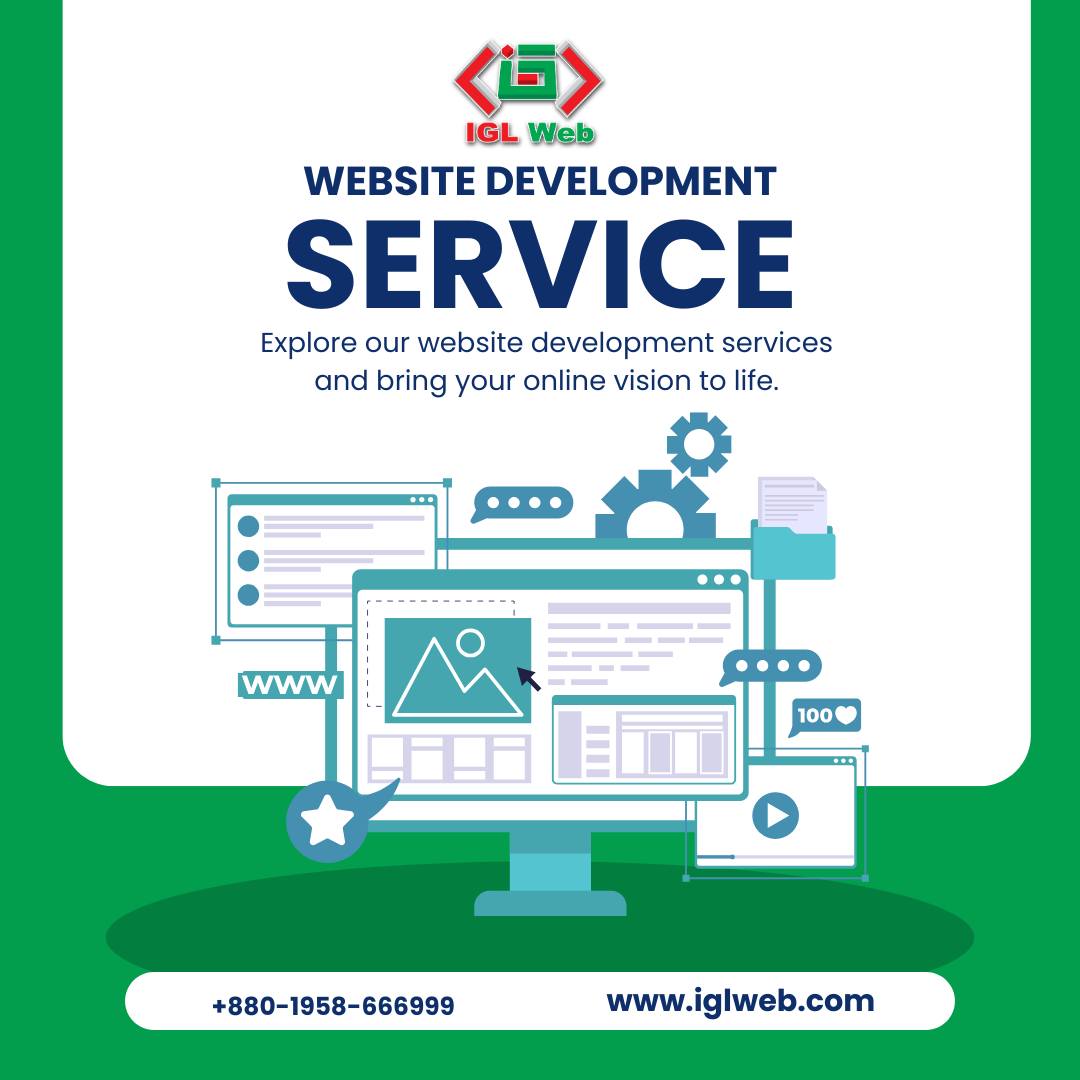 IGL Web
WEBSITE DEVELOPMENT
SERVICE
Explore our website development services
and bring your online vision to life.
WWW
100
+880-1958-666999
www.iglweb.com